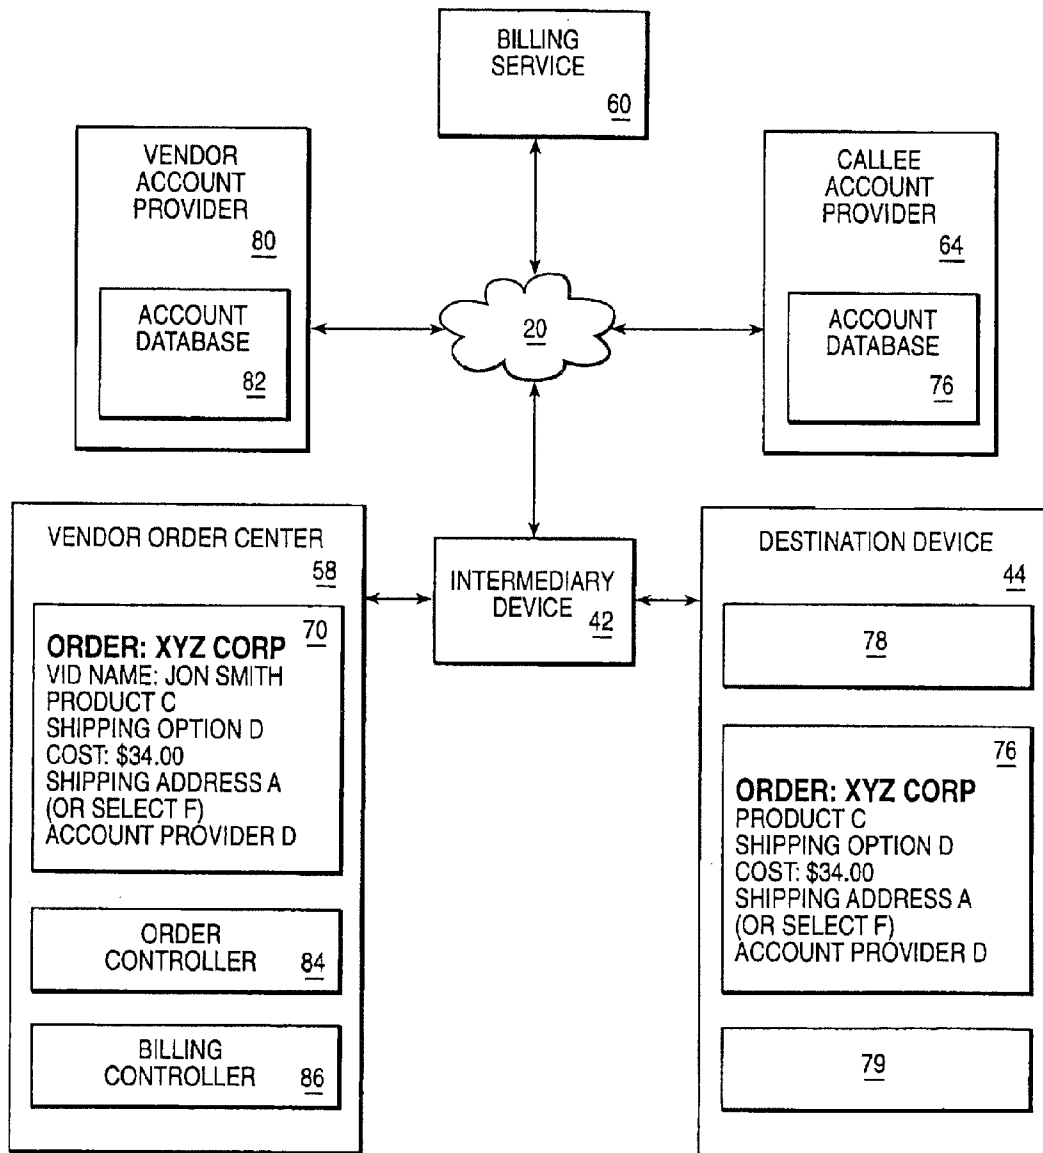 BILLING
SERVICE
60
VENDOR
ACCOUNT
PROVIDER
80
ACCOUNT
DATABASE
82
20
CALLEE
ACCOUNT
PROVIDER
64
ACCOUNT
DATABASE
76
VENDOR ORDER CENTER
58
70
ORDER: XYZ CORP
VID NAME: JON SMITH
PRODUCT C
SHIPPING OPTION D
COST: $34.00
SHIPPING ADDRESS A
(OR SELECT F)
ACCOUNT PROVIDER D
ORDER
CONTROLLER
84
BILLING
CONTROLLER
86
INTERMEDIARY
DEVICE
42
DESTINATION DEVICE
44
78
76
ORDER: XYZ CORP
PRODUCT C
SHIPPING OPTION D
COST: $34.00
SHIPPING ADDRESS A
(OR SELECT F)
ACCOUNT PROVIDER D
79